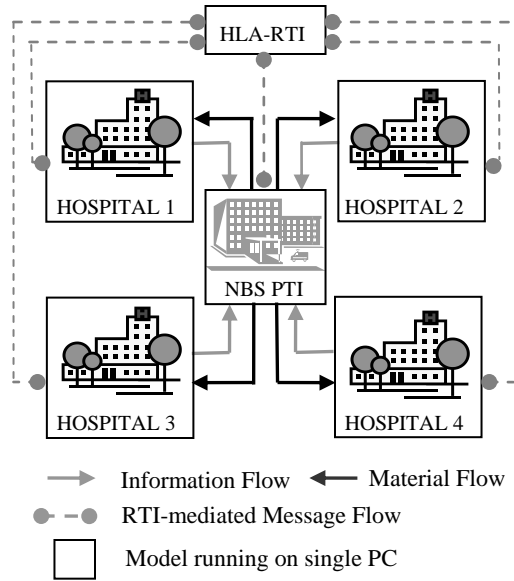 HLA-RTI
HOSPITAL 1
HOSPITAL 2
NBS PTI
HOSPITAL 3
HOSPITAL 4
Information Flow
Material Flow
RTI-mediated Message Flow
Model running on single PC